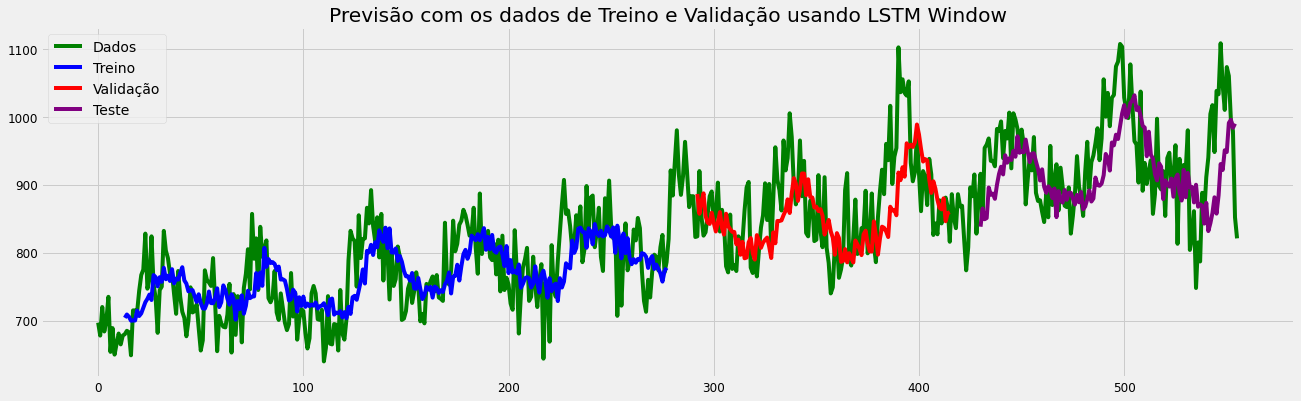 Previsão com os dados de Treino e Validação usando LSTM Window
Dados
Treino
Validação
Teste
1100
1000
900
800
700
0 100 200 300 400 500